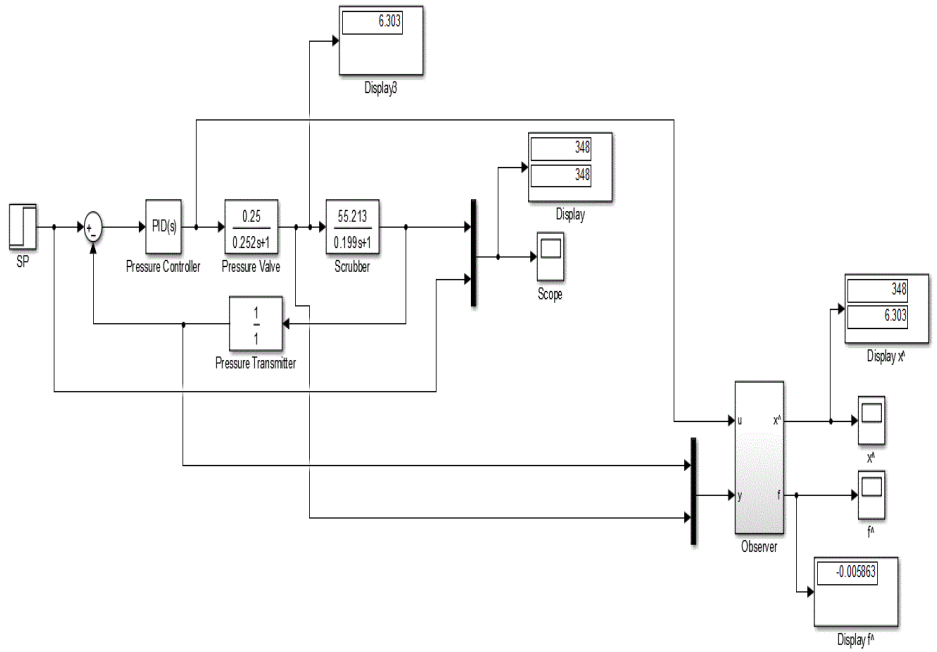 6.303
Display3
348
348
Display
SP
+
_
PID(s)
Pressure Controller
0.25
0.252s+1
Pressure Valve
55.213
0.199s+1
Scrubber
Scope
1
1
Pressure Transmitter
348
6.303
Display x^
u
x^
y
f
Observer
x^
f^
-0.005863
Display f^